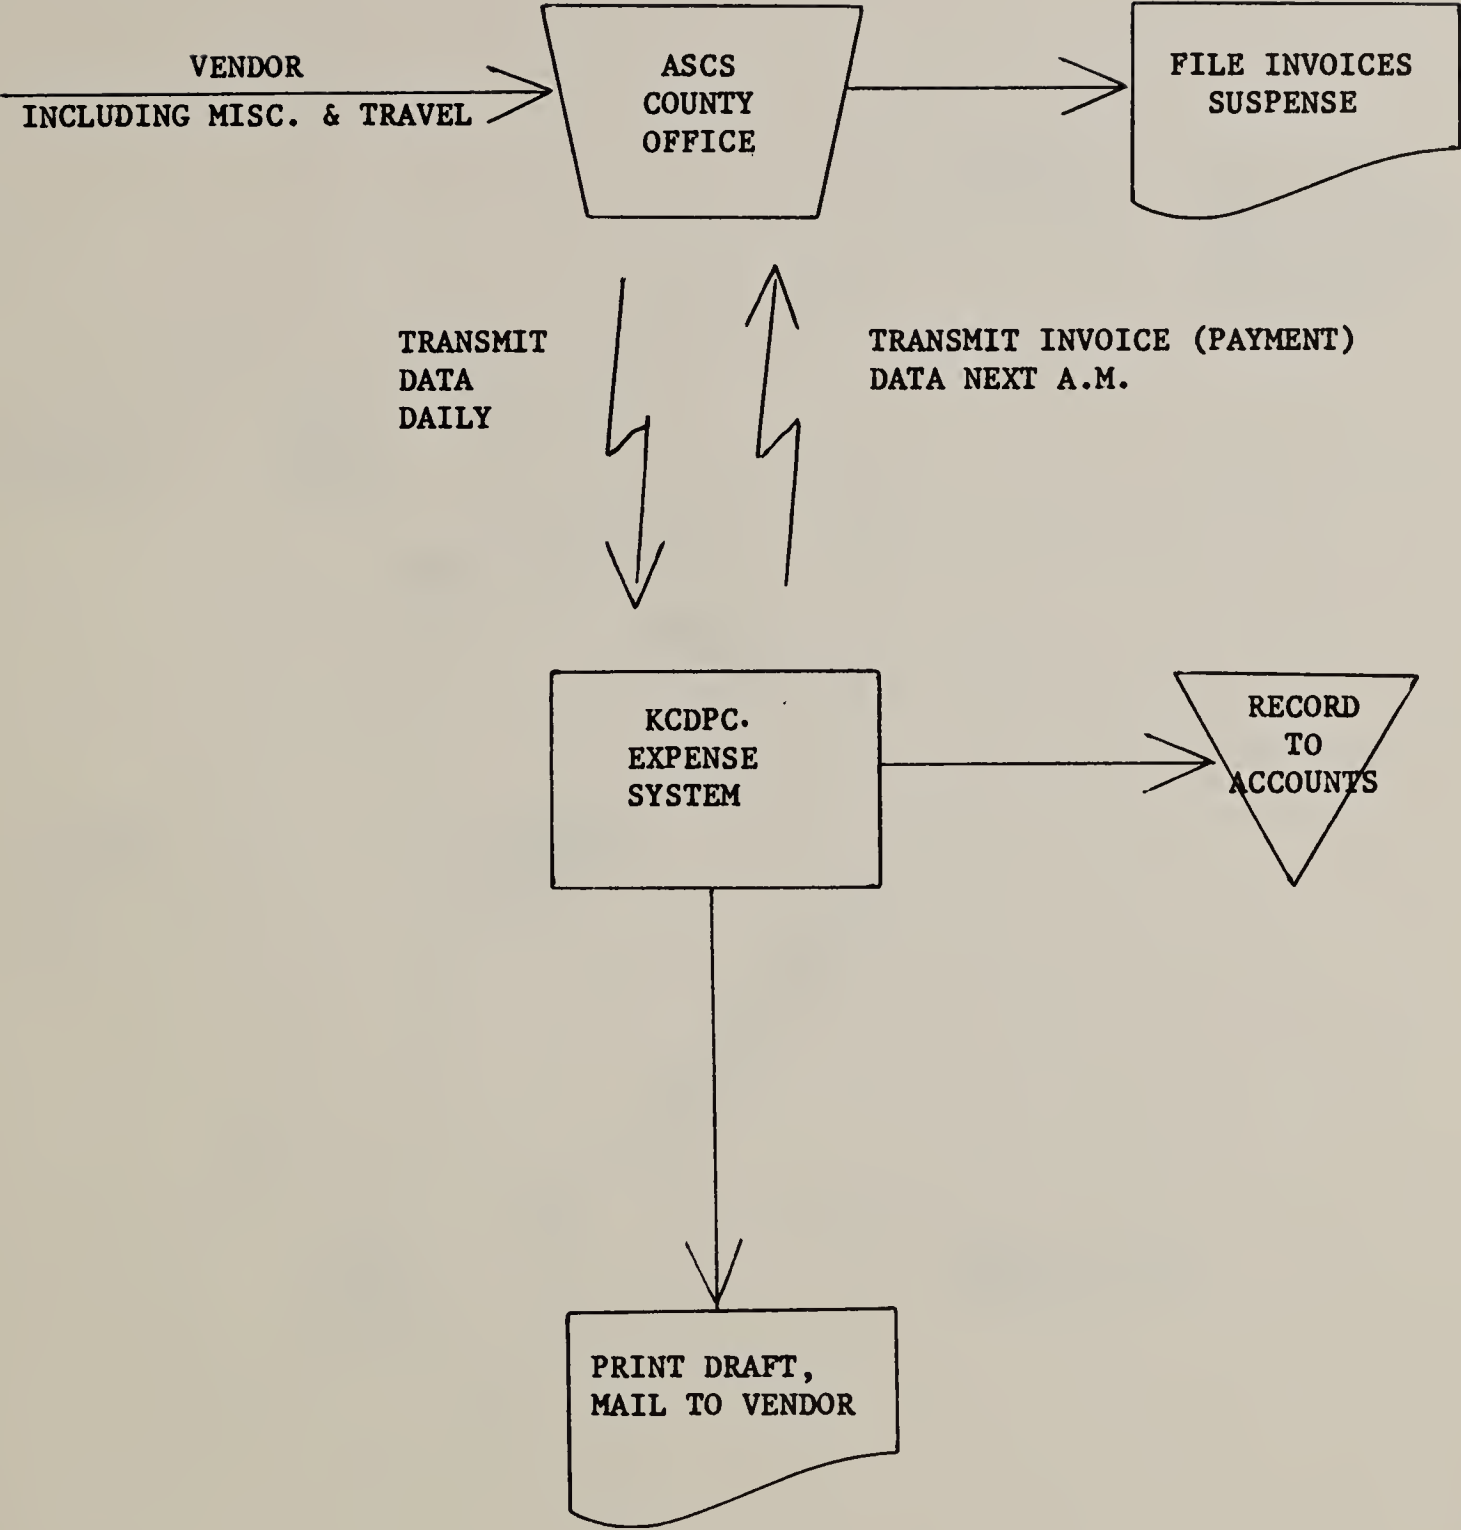 VENDOR
INCLUDING MISC. & TRAVEL
ASCS
COUNTY
OFFICE
FILE INVOICES
SUSPENSE
TRANSMIT
DATA
DAILY
TRANSMIT INVOICE (PAYMENT)
DATA NEXT A.M.
KCDPC.
EXPENSE
SYSTEM
RECORD
TO
ACCOUNTS
PRINT DRAFT,
MAIL TO VENDOR